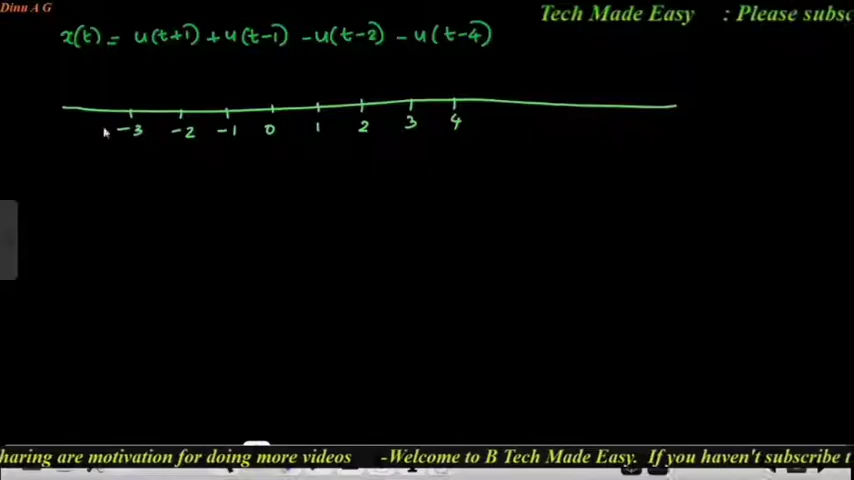 Dinu A G
Tech Made Easy : Please subsc
x(t) = u(t+1) + u(t-1) - u(t-2) - u(t-4)
-3 -2 -1 0 1 2 3 4
haring are motivation for doing more videos -Welcome to B Tech Made Easy. If you haven't subscribe t